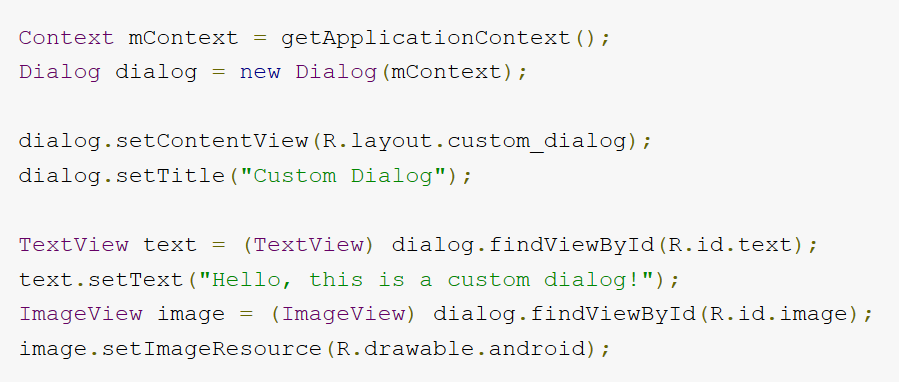 Context mContext = getApplicationContext();
Dialog dialog = new Dialog(mContext);
dialog.setContentView(R.layout.custom_dialog);
dialog.setTitle("Custom Dialog");
TextView text = (TextView) dialog.findViewById(R.id.text);
text.setText("Hello, this is a custom dialog!");
ImageView image = (ImageView) dialog.findViewById(R.id.image);
image.setImageResource(R.drawable.android);